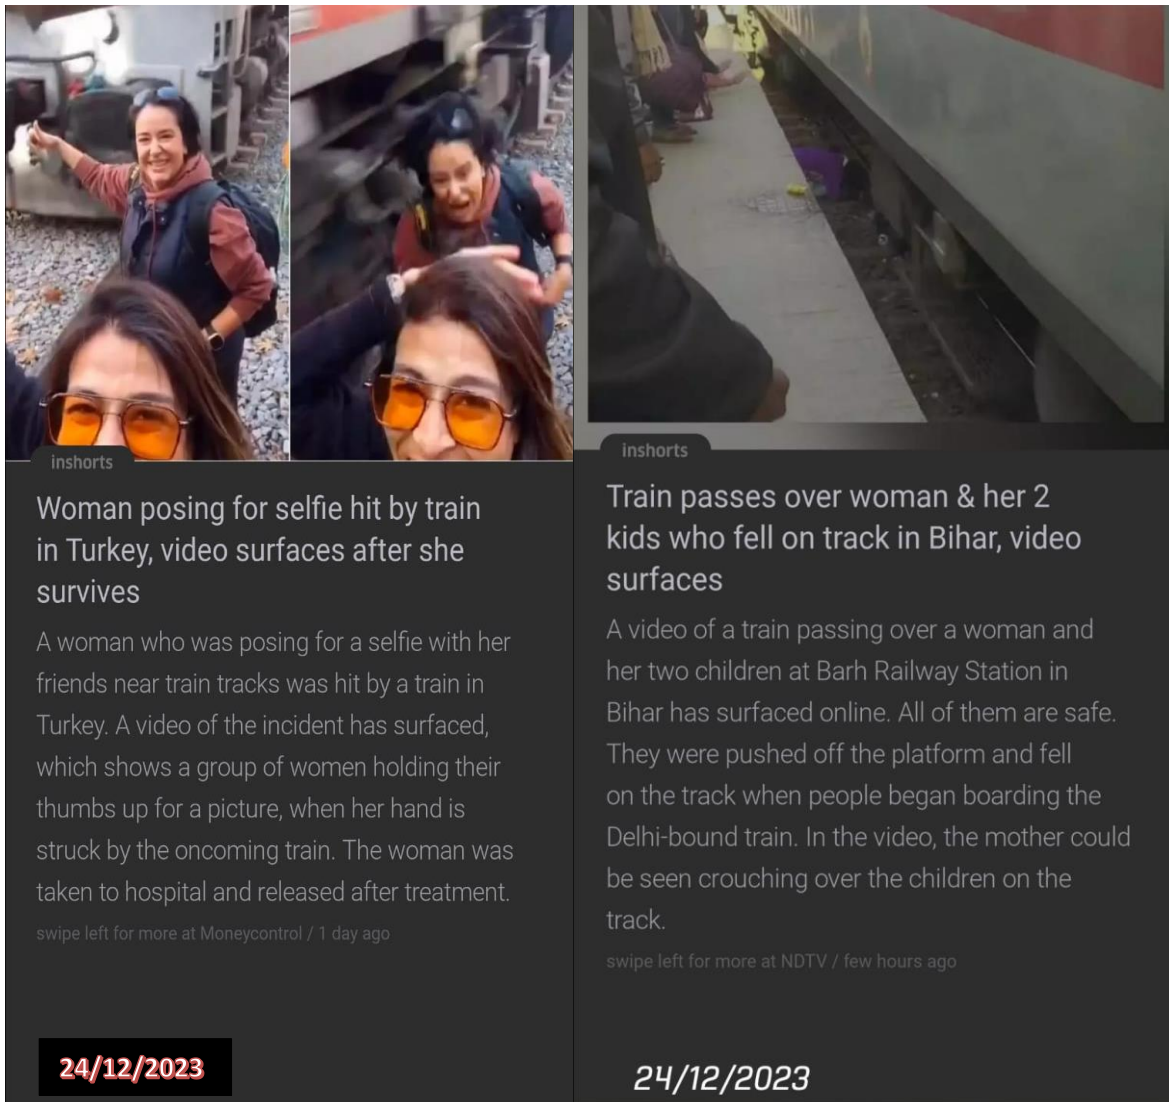 inshorts
Woman posing for selfie hit by train
in Turkey, video surfaces after she
survives
A woman who was posing for a selfie with her
friends near train tracks was hit by a train in
Turkey. A video of the incident has surfaced,
which shows a group of women holding their
thumbs up for a picture, when her hand is
struck by the oncoming train. The woman was
taken to hospital and released after treatment.
swipe left for more at Moneycontrol / 1 day ago
24/12/2023
inshorts
Train passes over woman & her 2
kids who fell on track in Bihar, video
surfaces
A video of a train passing over a woman and
her two children at Barh Railway Station in
Bihar has surfaced online. All of them are safe.
They were pushed off the platform and fell
on the track when people began boarding the
Delhi-bound train. In the video, the mother could
be seen crouching over the children on the
track.
swipe left for more at NDTV / few hours ago
24/12/2023